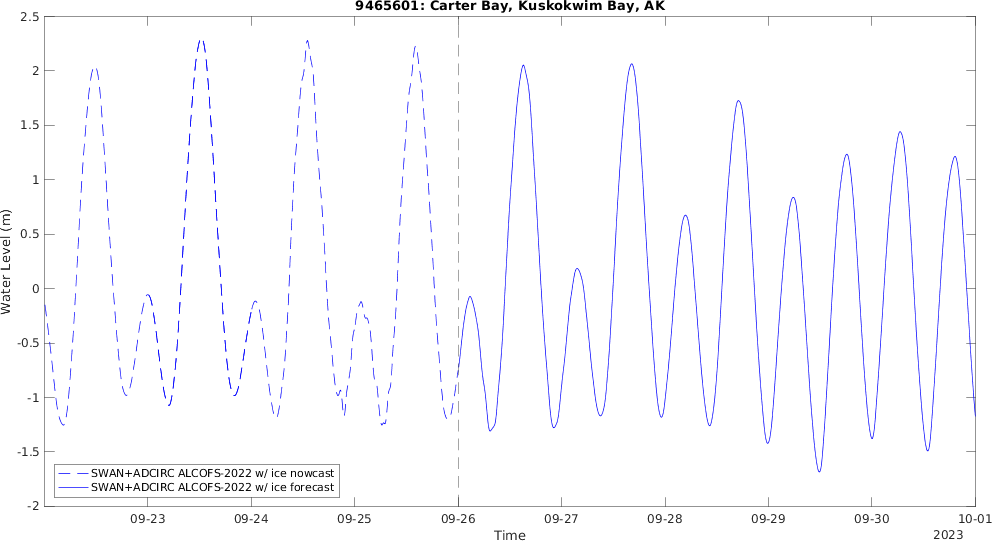 9465601: Carter Bay, Kuskokwim Bay, AK
2.5
2
1.5
1
0.5
0
-0.5
-1
-1.5
-2
Water Level (m)
SWAN+ADCIRC ALCOFS-2022 w/ ice nowcast
SWAN+ADCIRC ALCOFS-2022 w/ ice forecast
09-23 09-24 09-25 09-26 09-27 09-28 09-29 09-30 10-01
Time
2023